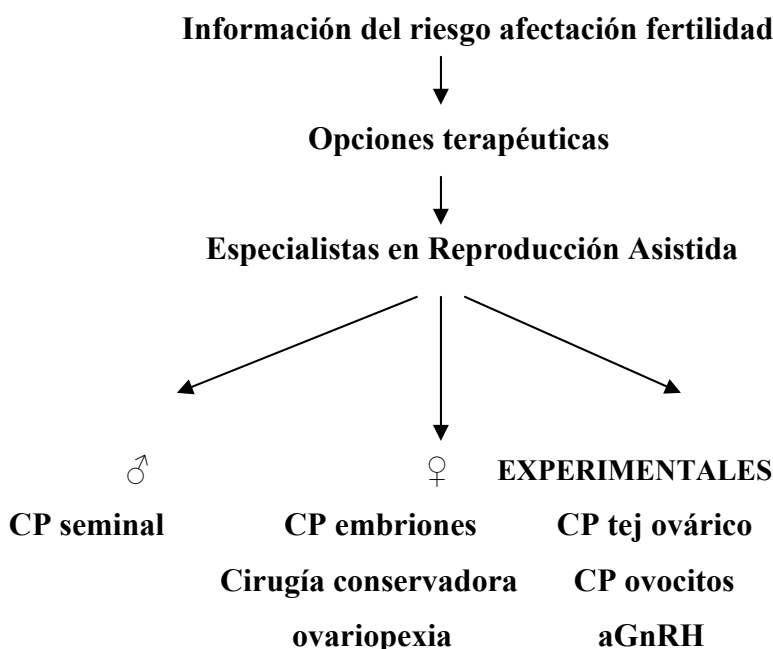 Información del riesgo afectación fertilidad
Opciones terapéuticas
Especialistas en Reproducción Asistida
♂ ♀ EXPERIMENTALES
CP seminal CP embriones CP tej ovárico
Cirugía conservadora CP ovocitos
ovariopexia aGnRH